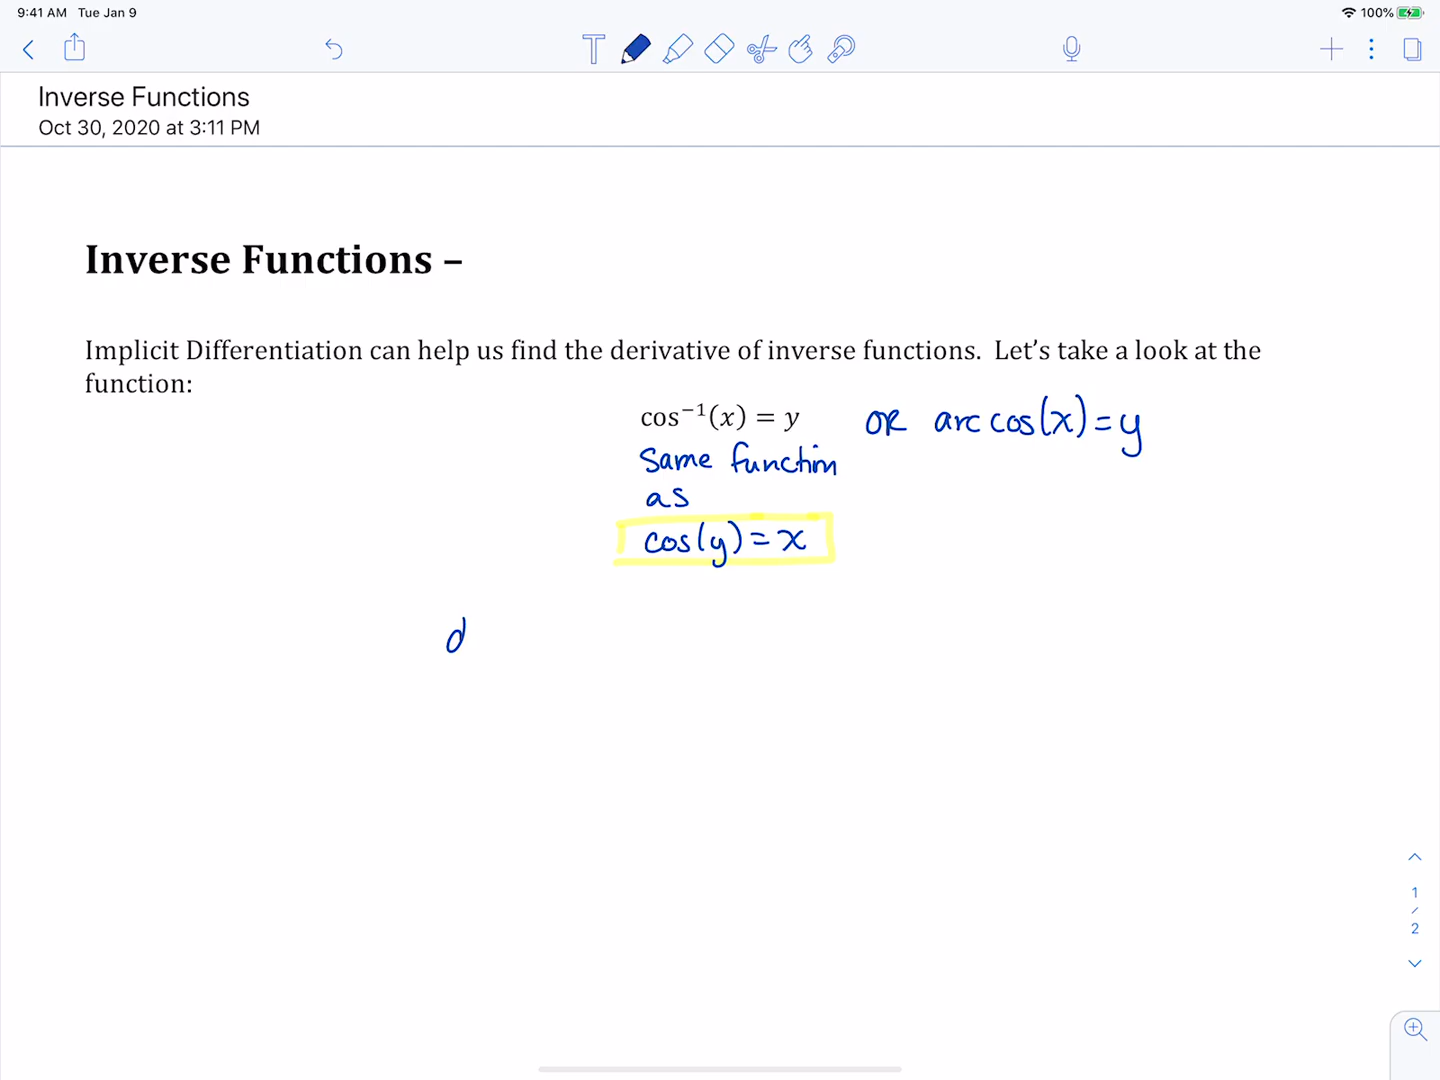 9:41 AM Tue Jan 9
100%
T
Inverse Functions
Oct 30, 2020 at 3:11 PM
Inverse Functions –
Implicit Differentiation can help us find the derivative of inverse functions. Let’s take a look at the
function:
cos⁻¹(x) = y OR arccos(x)=y
Same function
as
cos(y)=x
d
1
/
2